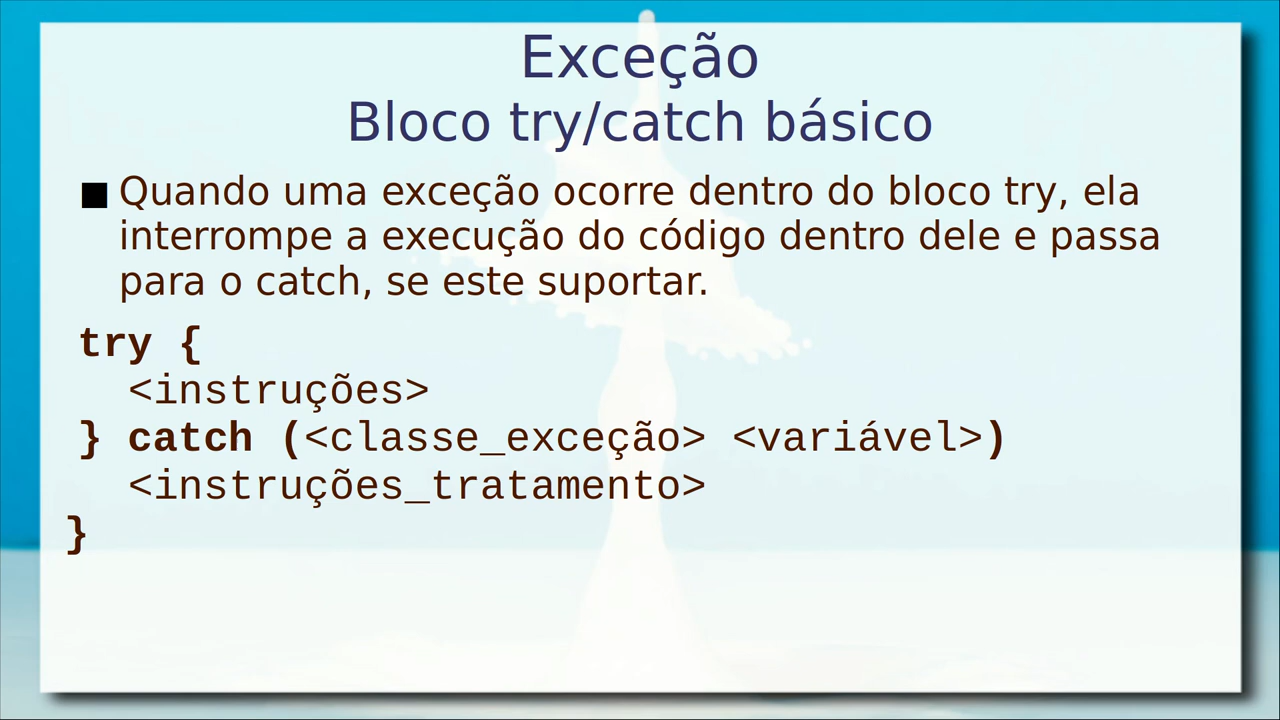 Exceção
Bloco try/catch básico
■ Quando uma exceção ocorre dentro do bloco try, ela
interrompe a execução do código dentro dele e passa
para o catch, se este suportar.
try {
<instruções>
} catch (<classe_exceção> <variável>)
<instruções_tratamento>
}